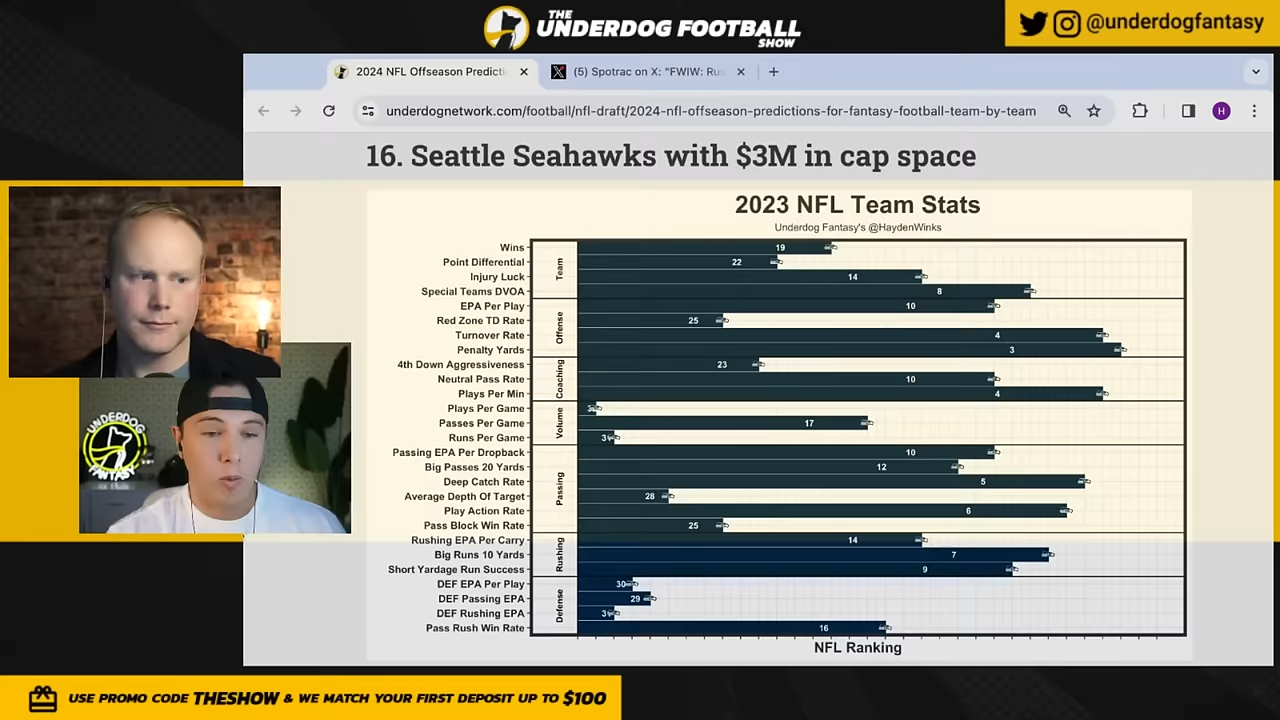 THE
UNDERDOG FOOTBALL
SHOW
@underdogfantasy
2024 NFL Offseason Predicti
(5) Spotrac on X: "FWIW: Ru
underdognetwork.com/football/nfl-draft/2024-nfl-offseason-predictions-for-fantasy-football-team-by-team
H
16. Seattle Seahawks with $3M in cap space
2023 NFL Team Stats
Underdog Fantasy's @HaydenWinks
Team
Wins 19
Point Differential 22
Injury Luck 14
Special Teams DVOA 8
Offense
EPA Per Play 10
Red Zone TD Rate 25
Turnover Rate 4
Penalty Yards 3
Coaching
4th Down Aggressiveness 23
Neutral Pass Rate 10
Plays Per Min 4
Volume
Plays Per Game
Passes Per Game 17
Runs Per Game
Passing
Passing EPA Per Dropback 10
Big Passes 20 Yards 12
Deep Catch Rate 5
Average Depth Of Target 28
Play Action Rate 6
Pass Block Win Rate 25
Rushing
Rushing EPA Per Carry 14
Big Runs 10 Yards 7
Short Yardage Run Success 9
Defense
DEF EPA Per Play 30
DEF Passing EPA 29
DEF Rushing EPA
Pass Rush Win Rate 16
NFL Ranking
UNDERDOG
FANTASY
USE PROMO CODE THESHOW & WE MATCH YOUR FIRST DEPOSIT UP TO $100